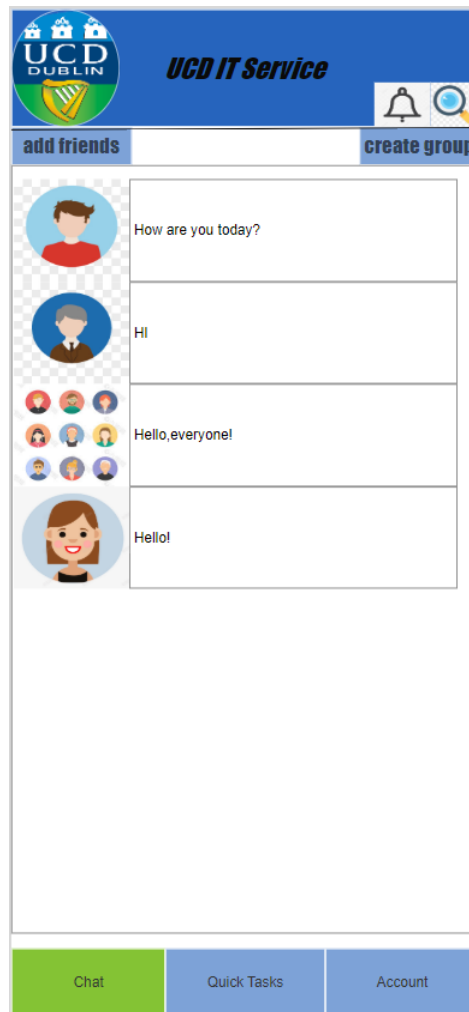 UCD
DUBLIN
UCD IT Service
add friends
create group
How are you today?
HI
Hello,everyone!
Hello!
Chat
Quick Tasks
Account